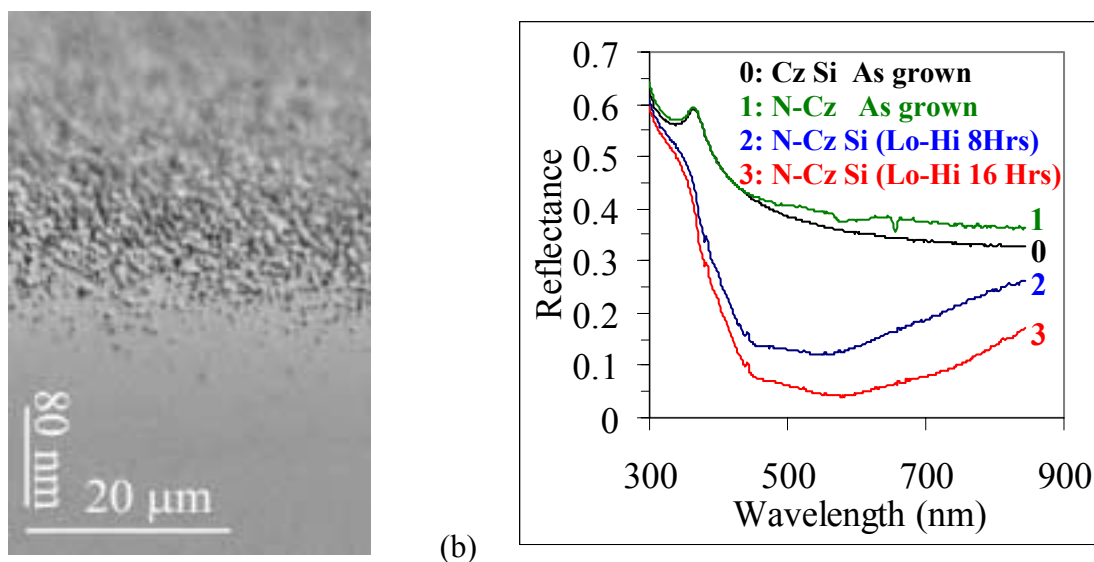 80 nm
20 μm
(b)
0.7
0.6
0.5
0.4
0.3
0.2
0.1
0
Reflectance
0: Cz Si As grown
1: N-Cz As grown
2: N-Cz Si (Lo-Hi 8Hrs)
3: N-Cz Si (Lo-Hi 16 Hrs)
1
0
2
3
300 500 700 900
Wavelength (nm)